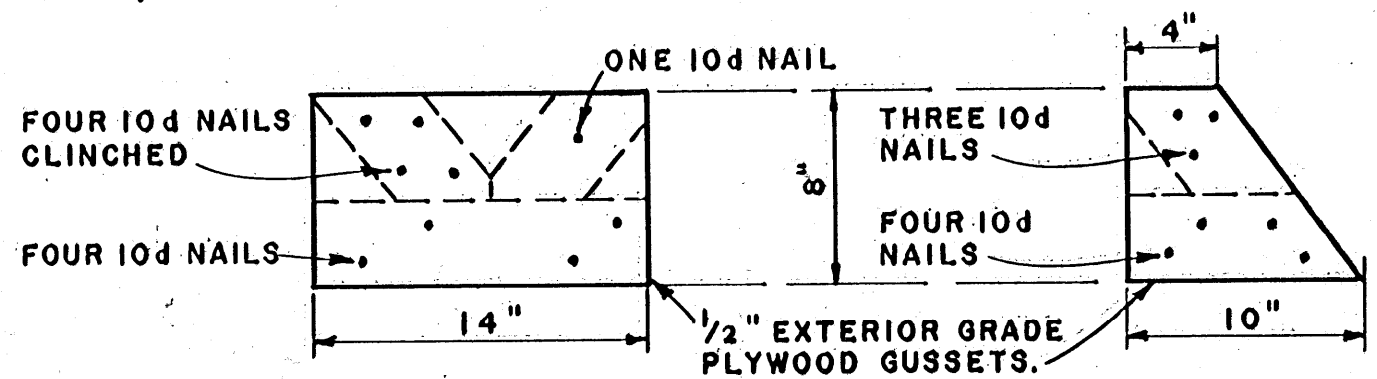 4"
ONE 10d NAIL
FOUR 10d NAILS
CLINCHED
THREE 10d
NAILS
8"
FOUR 10d
NAILS
FOUR 10d NAILS
14"
1/2" EXTERIOR GRADE
PLYWOOD GUSSETS.
10"